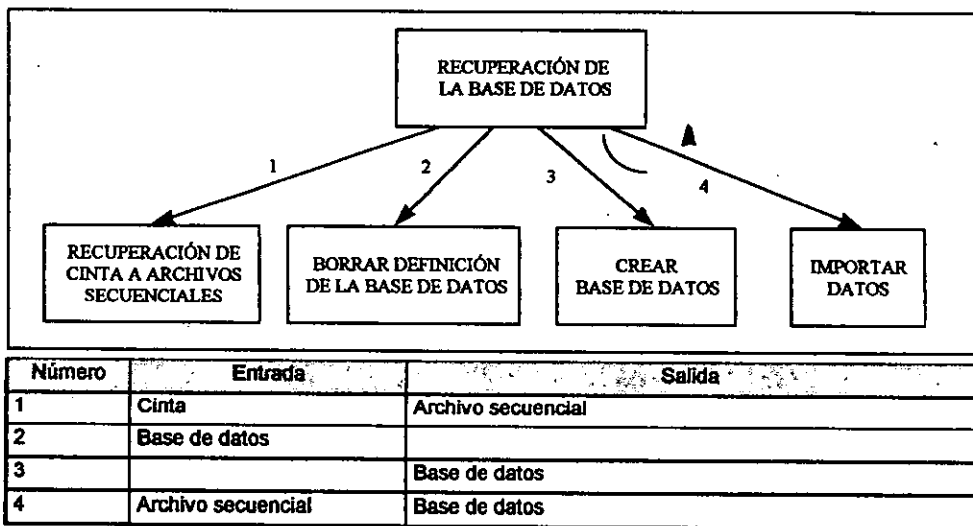 RECUPERACIÓN DE
LA BASE DE DATOS
1
2
3
4
RECUPERACIÓN DE
CINTA A ARCHIVOS
SECUENCIALES
BORRAR DEFINICIÓN
DE LA BASE DE DATOS
CREAR
BASE DE DATOS
IMPORTAR
DATOS
Número Entrada Salida
1 Cinta Archivo secuencial
2 Base de datos
3 Base de datos
4 Archivo secuencial Base de datos